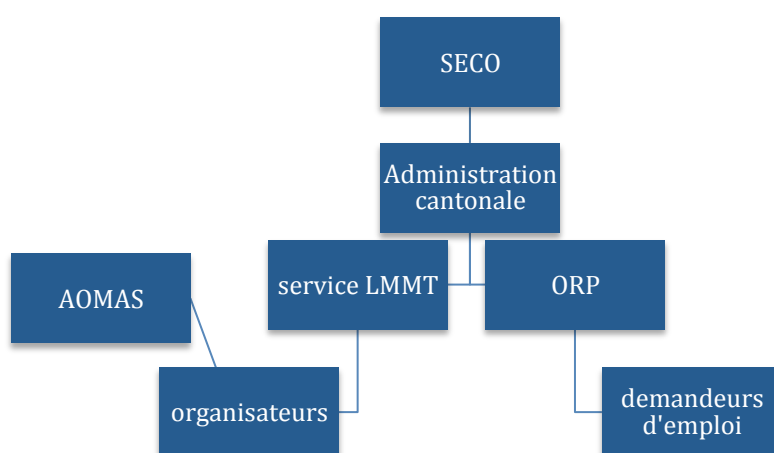 SECO
Administration
cantonale
AOMAS
service LMMT
ORP
organisateurs
demandeurs
d'emploi